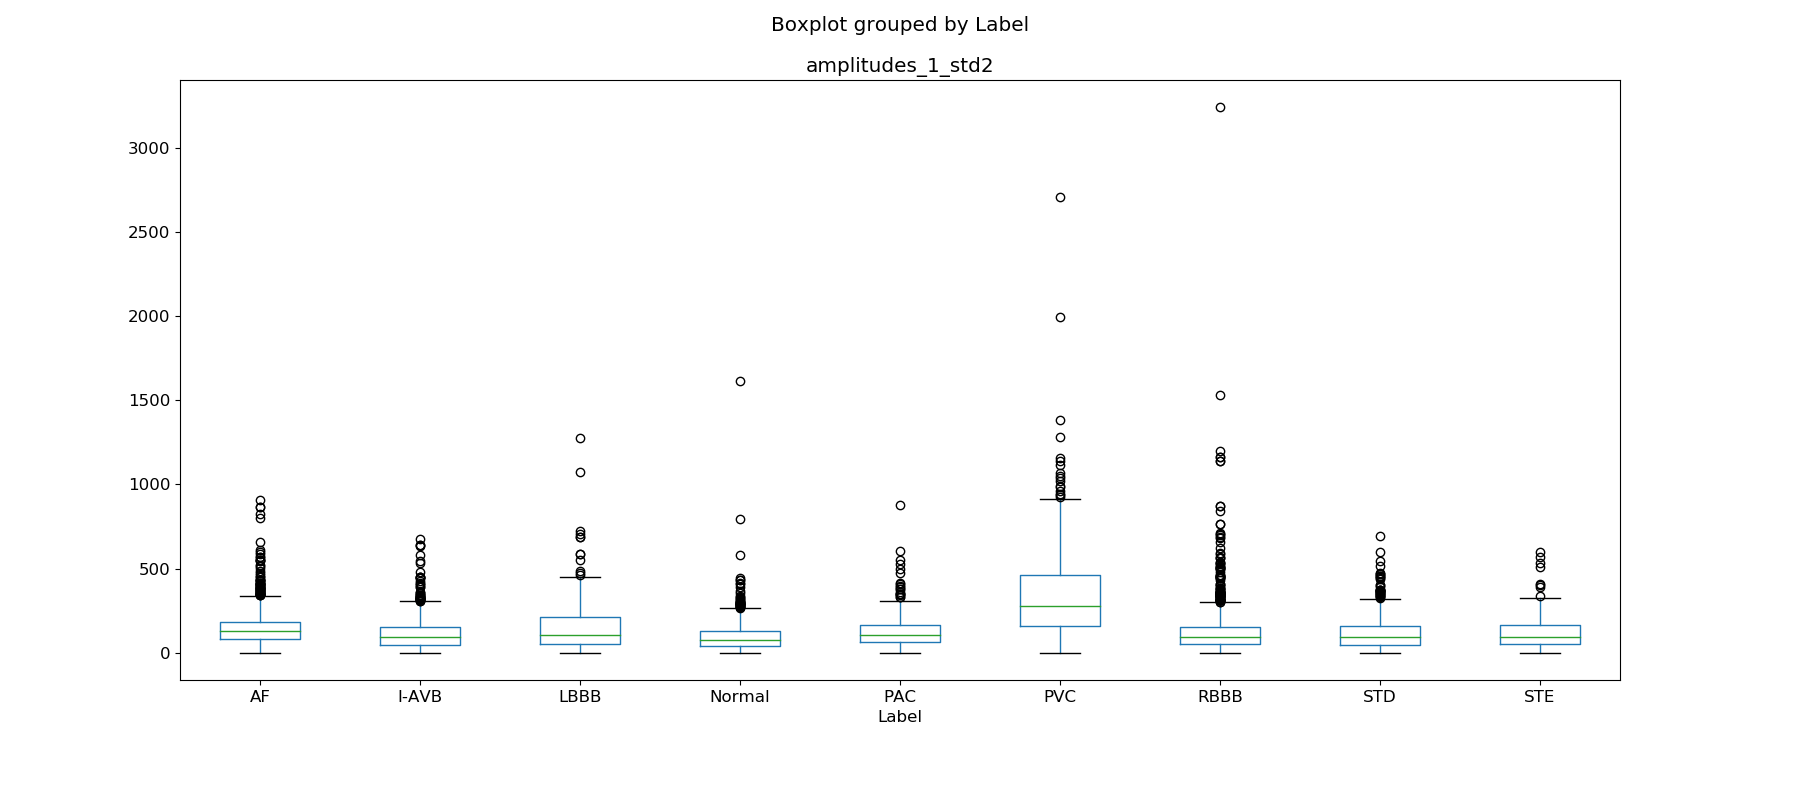 Boxplot grouped by Label
amplitudes_1_std2
3000
2500
2000
1500
1000
500
0
AF I-AVB LBBB Normal PAC PVC RBBB STD STE
Label